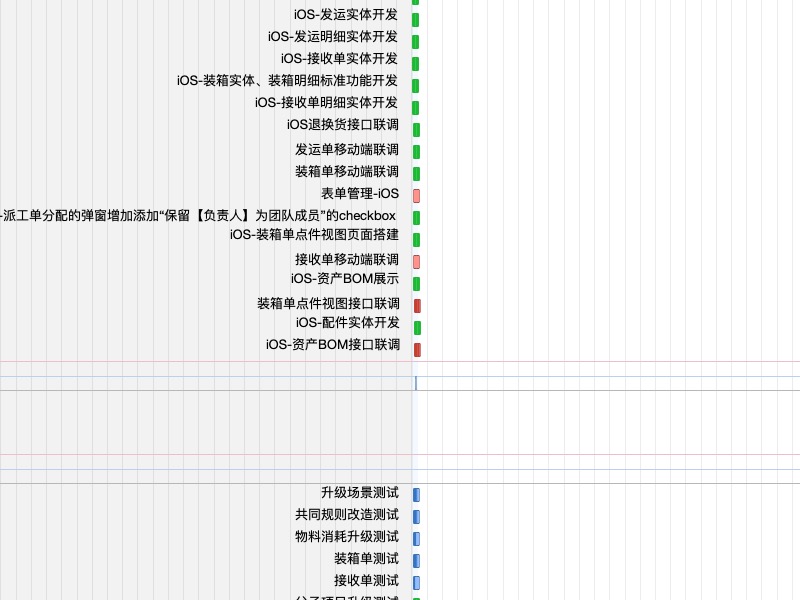 iOS-发运实体开发
iOS-发运明细实体开发
iOS-接收单实体开发
iOS-装箱实体、装箱明细标准功能开发
iOS-接收单明细实体开发
iOS退换货接口联调
发运单移动端联调
装箱单移动端联调
表单管理-iOS
-派工单分配的弹窗增加添加“保留【负责人】为团队成员”的checkbox
iOS-装箱单点件视图页面搭建
接收单移动端联调
iOS-资产BOM展示
装箱单点件视图接口联调
iOS-配件实体开发
iOS-资产BOM接口联调
升级场景测试
共同规则改造测试
物料消耗升级测试
装箱单测试
接收单测试